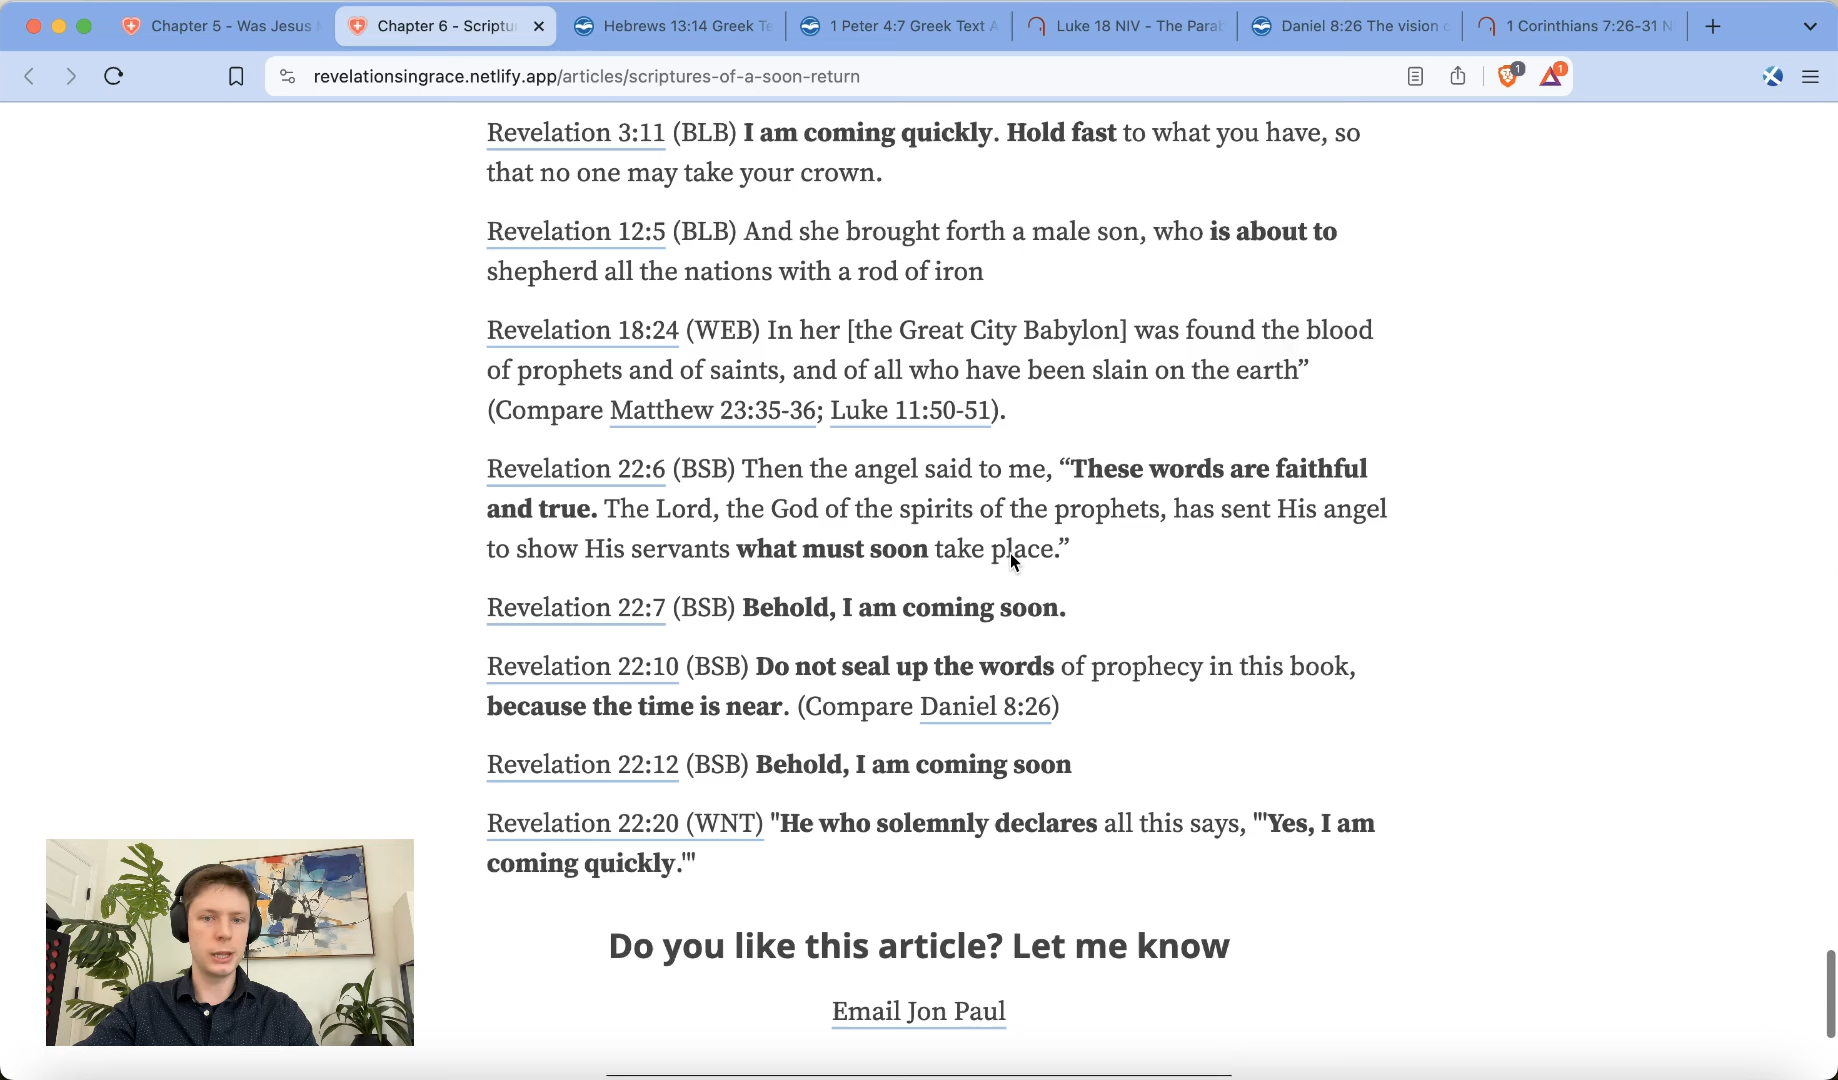 Chapter 5 - Was Jesus
Chapter 6 - Scriptur
Hebrews 13:14 Greek Te
1 Peter 4:7 Greek Text A
Luke 18 NIV - The Parab
Daniel 8:26 The vision o
1 Corinthians 7:26-31 N
revelationsingrace.netlify.app/articles/scriptures-of-a-soon-return
1
1
Revelation 3:11 (BLB) I am coming quickly. Hold fast to what you have, so
that no one may take your crown.
Revelation 12:5 (BLB) And she brought forth a male son, who is about to
shepherd all the nations with a rod of iron
Revelation 18:24 (WEB) In her [the Great City Babylon] was found the blood
of prophets and of saints, and of all who have been slain on the earth”
(Compare Matthew 23:35-36; Luke 11:50-51).
Revelation 22:6 (BSB) Then the angel said to me, “These words are faithful
and true. The Lord, the God of the spirits of the prophets, has sent His angel
to show His servants what must soon take place.”
Revelation 22:7 (BSB) Behold, I am coming soon.
Revelation 22:10 (BSB) Do not seal up the words of prophecy in this book,
because the time is near. (Compare Daniel 8:26)
Revelation 22:12 (BSB) Behold, I am coming soon
Revelation 22:20 (WNT) "He who solemnly declares all this says, "'Yes, I am
coming quickly.'"
Do you like this article? Let me know
Email Jon Paul